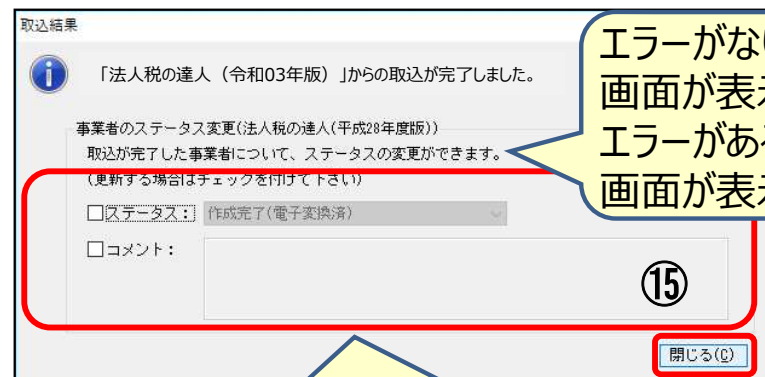 取込結果
「法人税の達人（令和03年版）」からの取込が完了しました。
事業者のステータス変更(法人税の達人(平成28年度版))
取込が完了した事業者について、ステータスの変更ができます。
(更新する場合はチェックを付けて下さい)
ステータス： 作成完了(電子変換済)
コメント：
⑮
閉じる(C)
エラーがな
画面が表
エラーがあ
画面が表